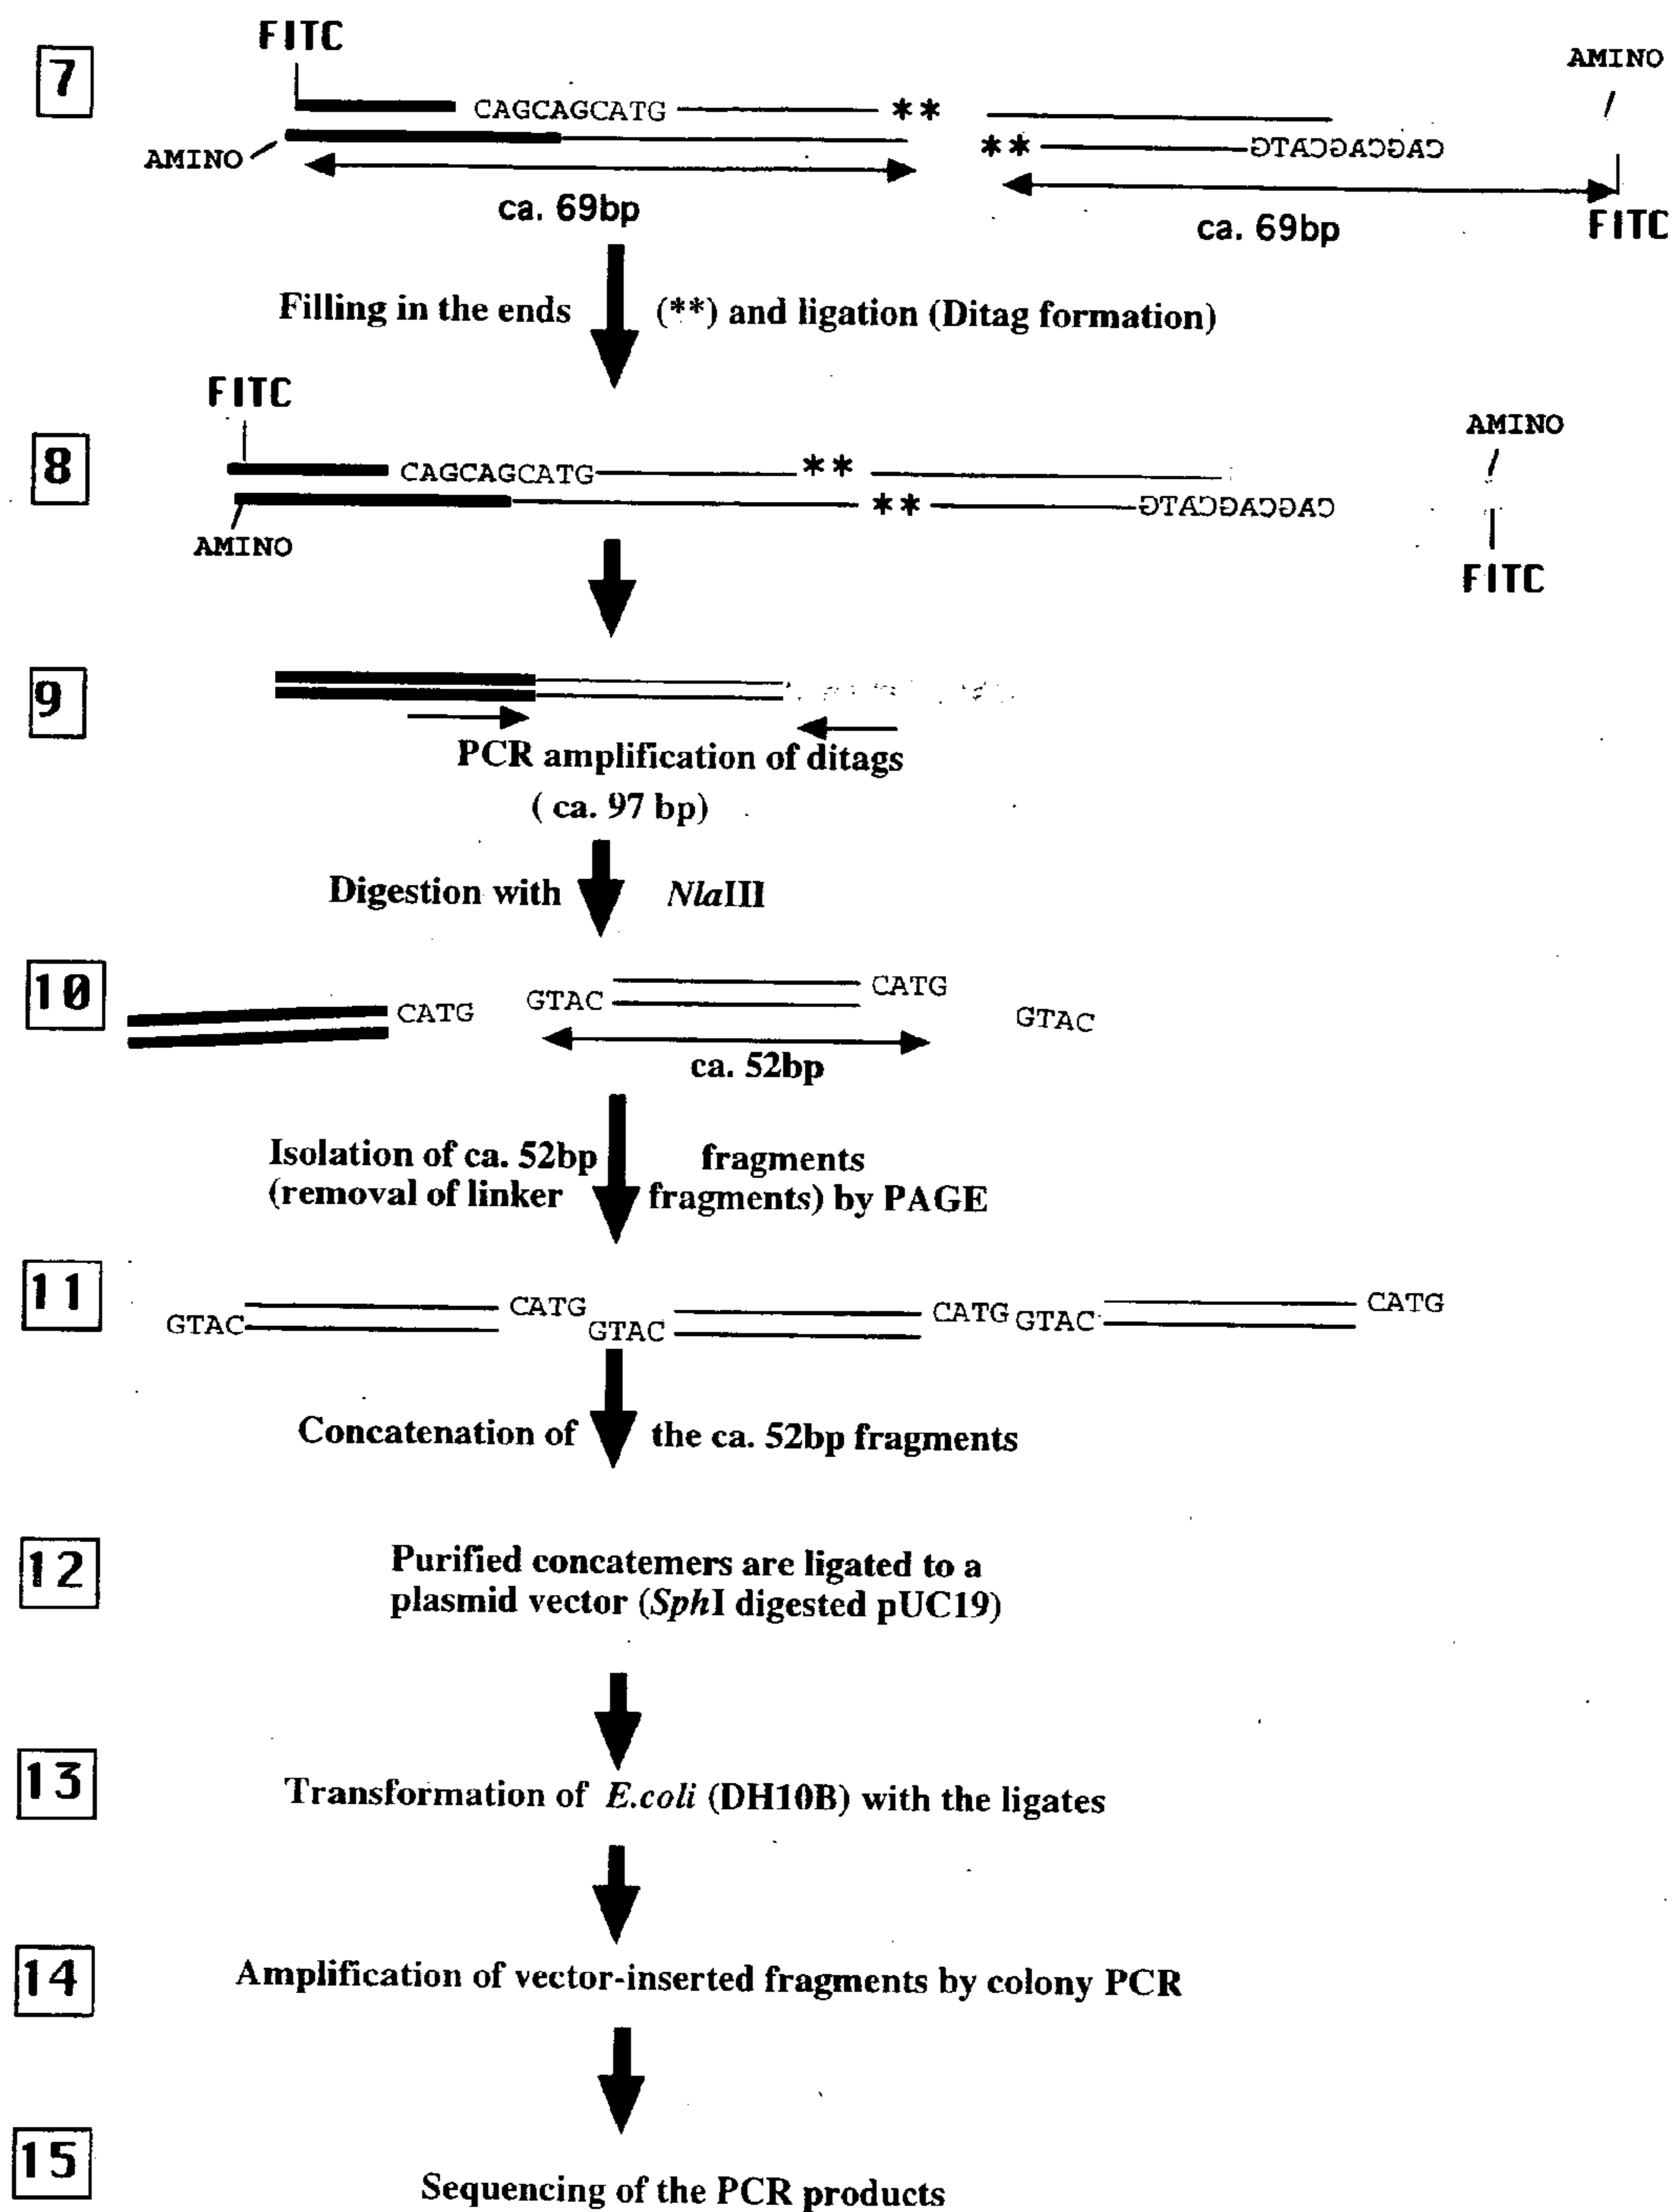 7
FITC
AMINO
CAGCAGCATG
**
**
CAGCAGCATG
AMINO
ca. 69bp
ca. 69bp
FITC
Filling in the ends (**) and ligation (Ditag formation)
8
FITC
AMINO
CAGCAGCATG
**
**
CAGCAGCATG
AMINO
FITC
9
PCR amplification of ditags
( ca. 97 bp)
Digestion with NlaIII
10
CATG
GTAC
CATG
GTAC
ca. 52bp
Isolation of ca. 52bp fragments
(removal of linker fragments) by PAGE
11
GTAC
CATG
GTAC
CATG
GTAC
CATG
Concatenation of the ca. 52bp fragments
12
Purified concatemers are ligated to a
plasmid vector (SphI digested pUC19)
13
Transformation of E.coli (DH10B) with the ligates
14
Amplification of vector-inserted fragments by colony PCR
15
Sequencing of the PCR products